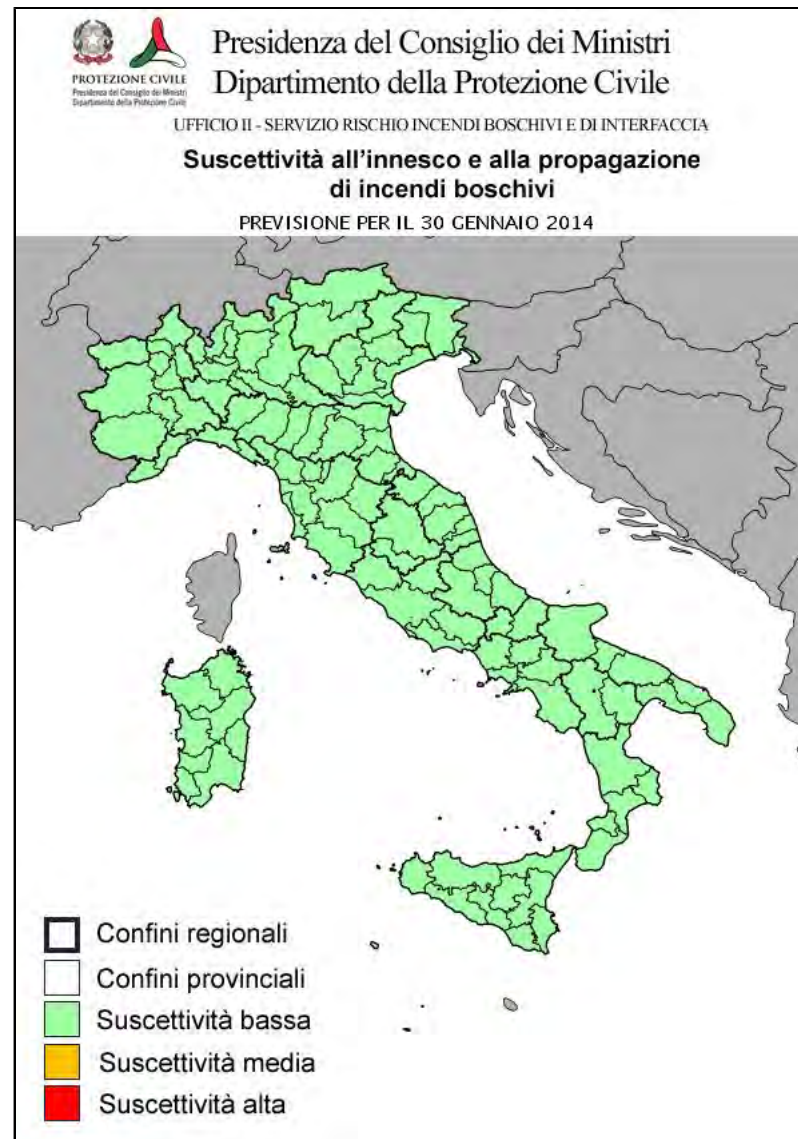 PROTEZIONE CIVILE
Presidenza del Consiglio dei Ministri
Dipartimento della Protezione Civile
Presidenza del Consiglio dei Ministri
Dipartimento della Protezione Civile
UFFICIO II - SERVIZIO RISCHIO INCENDI BOSCHIVI E DI INTERFACCIA
Suscettività all'innesco e alla propagazione
di incendi boschivi
PREVISIONE PER IL 30 GENNAIO 2014
Confini regionali
Confini provinciali
Suscettività bassa
Suscettività media
Suscettività alta